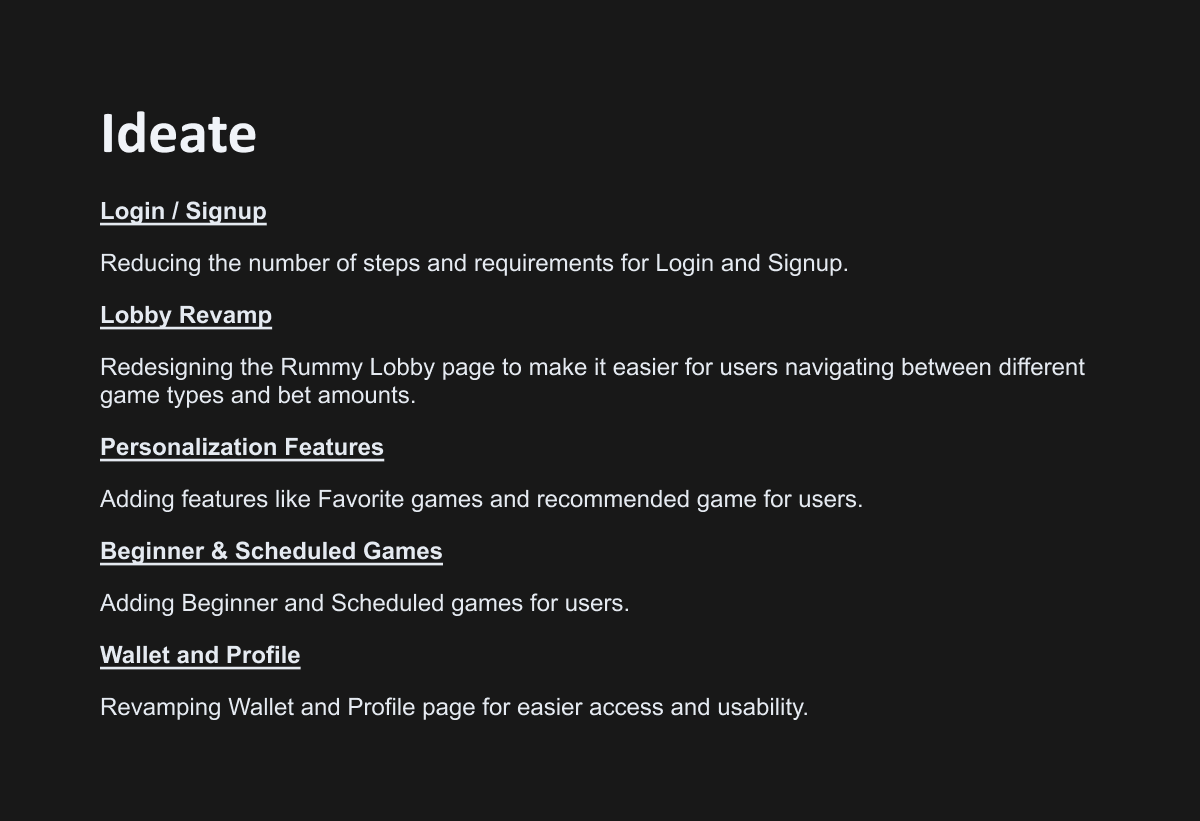 Ideate
Login / Signup
Reducing the number of steps and requirements for Login and Signup.
Lobby Revamp
Redesigning the Rummy Lobby page to make it easier for users navigating between different
game types and bet amounts.
Personalization Features
Adding features like Favorite games and recommended game for users.
Beginner & Scheduled Games
Adding Beginner and Scheduled games for users.
Wallet and Profile
Revamping Wallet and Profile page for easier access and usability.